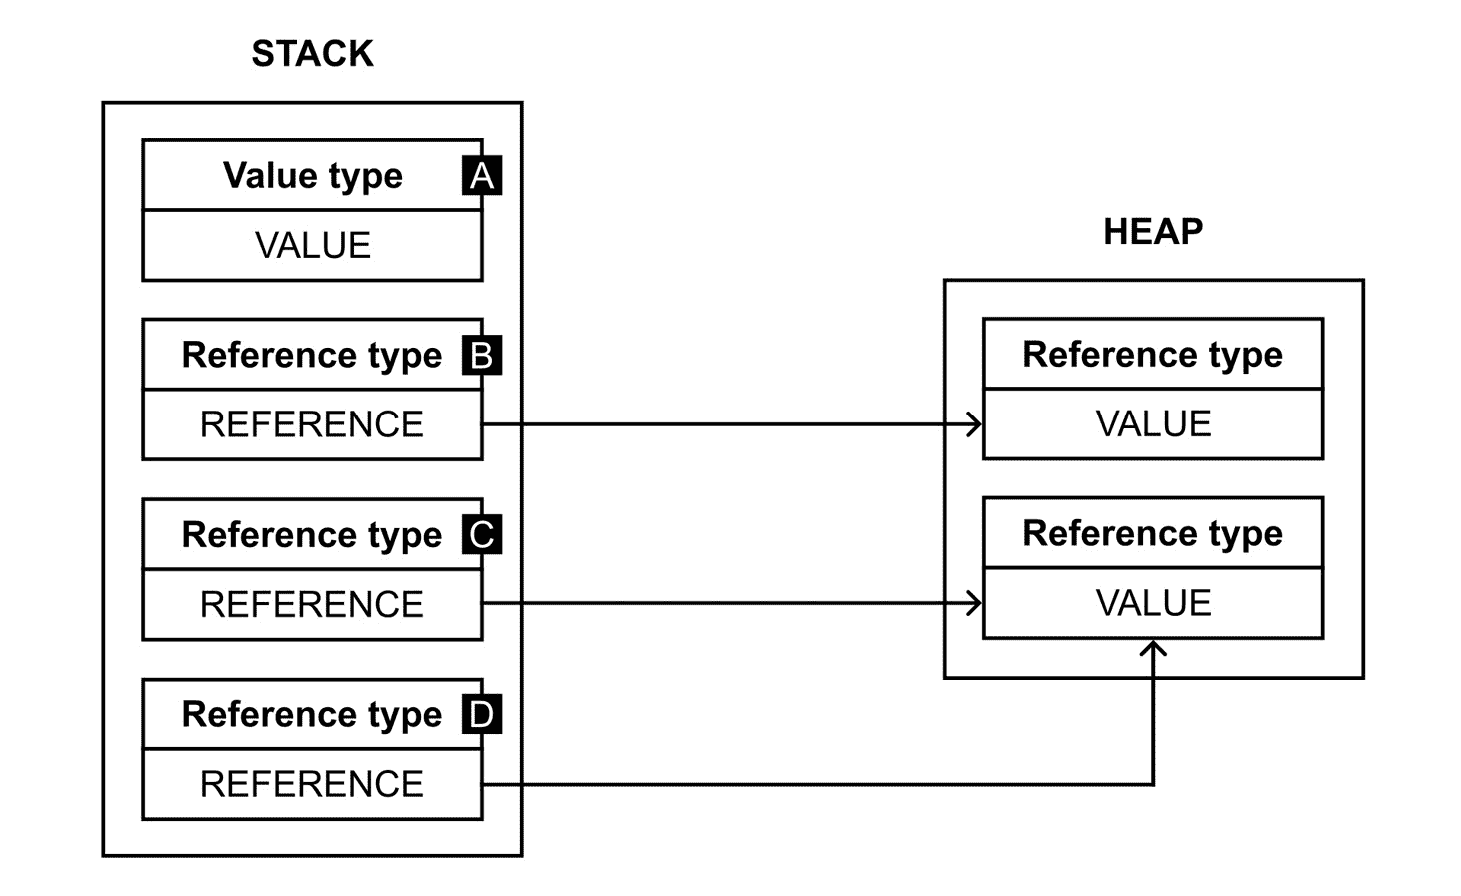 STACK
Value type A
VALUE
Reference type B
REFERENCE
Reference type C
REFERENCE
Reference type D
REFERENCE
HEAP
Reference type
VALUE
Reference type
VALUE